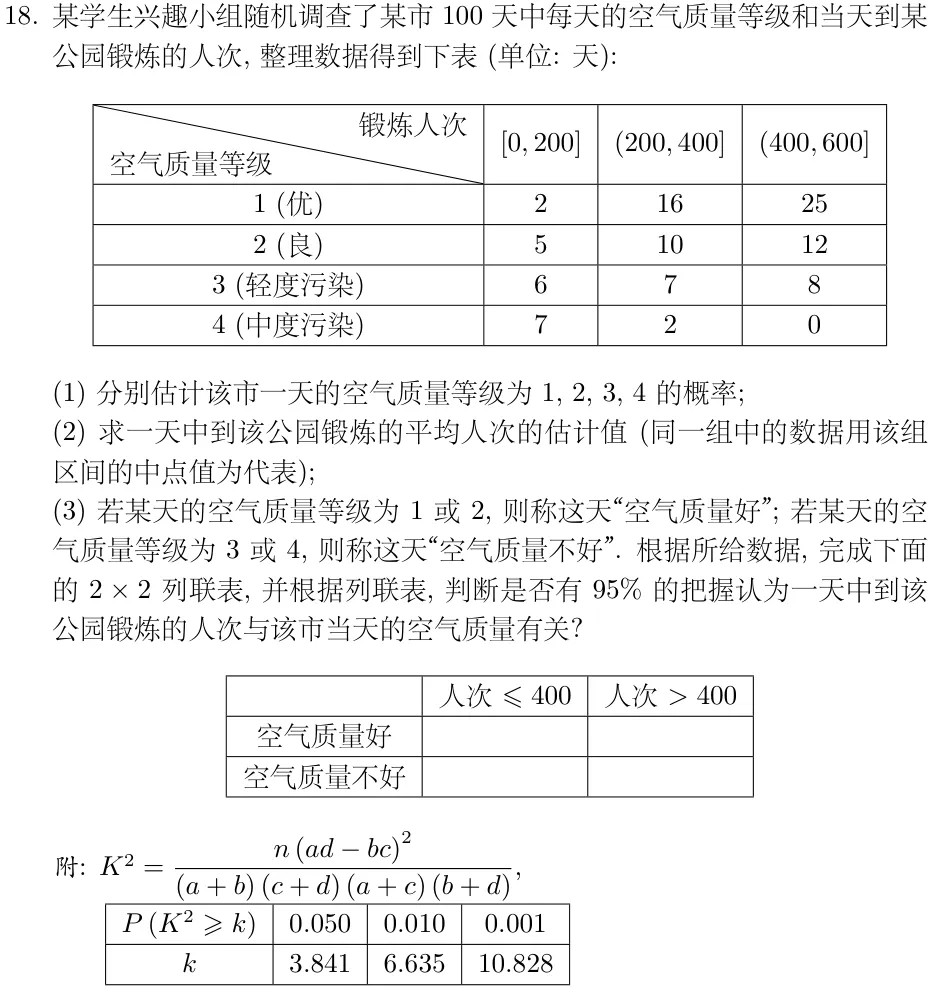 18. 某学生兴趣小组随机调查了某市 100 天中每天的空气质量等级和当天到某
公园锻炼的人次, 整理数据得到下表 (单位: 天):
锻炼人次
空气质量等级 [0, 200] (200, 400] (400, 600]
1 (优) 2 16 25
2 (良) 5 10 12
3 (轻度污染) 6 7 8
4 (中度污染) 7 2 0
(1) 分别估计该市一天的空气质量等级为 1, 2, 3, 4 的概率;
(2) 求一天中到该公园锻炼的平均人次的估计值 (同一组中的数据用该组
区间的中点值为代表);
(3) 若某天的空气质量等级为 1 或 2, 则称这天“空气质量好”; 若某天的空
气质量等级为 3 或 4, 则称这天“空气质量不好”. 根据所给数据, 完成下面
的 2 × 2 列联表, 并根据列联表, 判断是否有 95% 的把握认为一天中到该
公园锻炼的人次与该市当天的空气质量有关?
人次 ⩽ 400 人次 > 400
空气质量好
空气质量不好
附: K² = n (ad − bc)² / (a + b) (c + d) (a + c) (b + d) ,
P (K² ⩾ k) 0.050 0.010 0.001
k 3.841 6.635 10.828